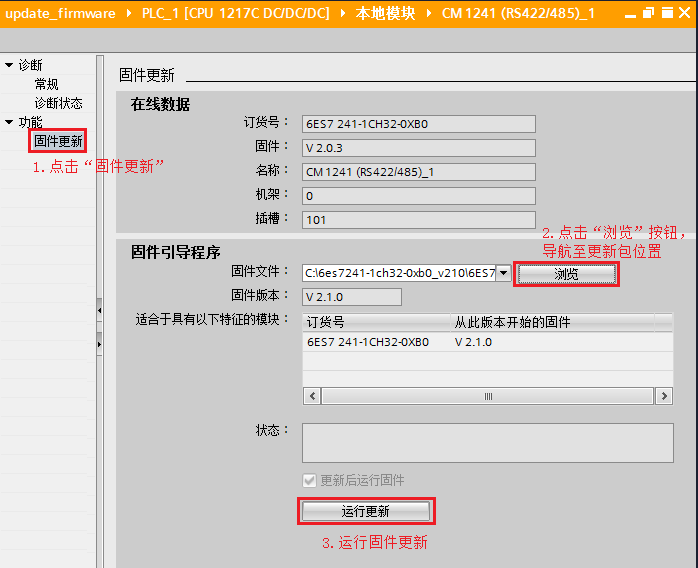 update_firmware ▸ PLC_1 [CPU 1217C DC/DC/DC] ▸ 本地模块 ▸ CM 1241 (RS422/485)_1
诊断
常规
诊断状态
功能
固件更新
1. 点击“固件更新”
固件更新
在线数据
订货号：
6ES7 241-1CH32-0XB0
固件：
V 2.0.3
名称：
CM 1241 (RS422/485)_1
机架：
0
插槽：
101
2. 点击“浏览”按钮，
导航至更新包位置
固件引导程序
固件文件：
C:\6es7241-1ch32-0xb0_v210\6ES7
浏览
固件版本：
V 2.1.0
适合于具有以下特征的模块：
订货号 从此版本开始的固件
6ES7 241-1CH32-0XB0 V 2.1.0
状态：
更新后运行固件
运行更新
3. 运行固件更新